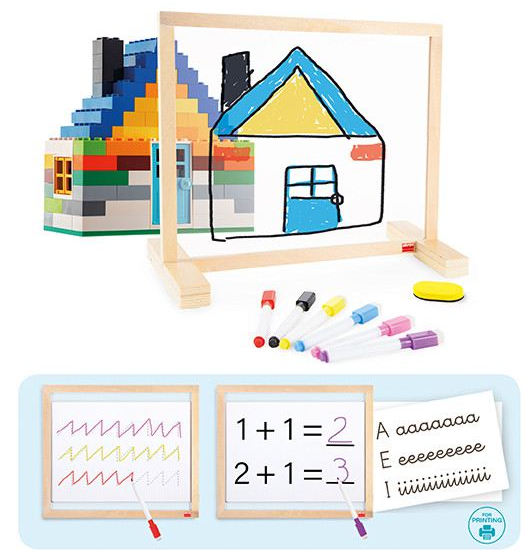 1 + 1 = 2
2 + 1 = 3
A aaaaaaa
E eeeeeeeee
I iiiiiiiiiiiii
FOR
PRINTING